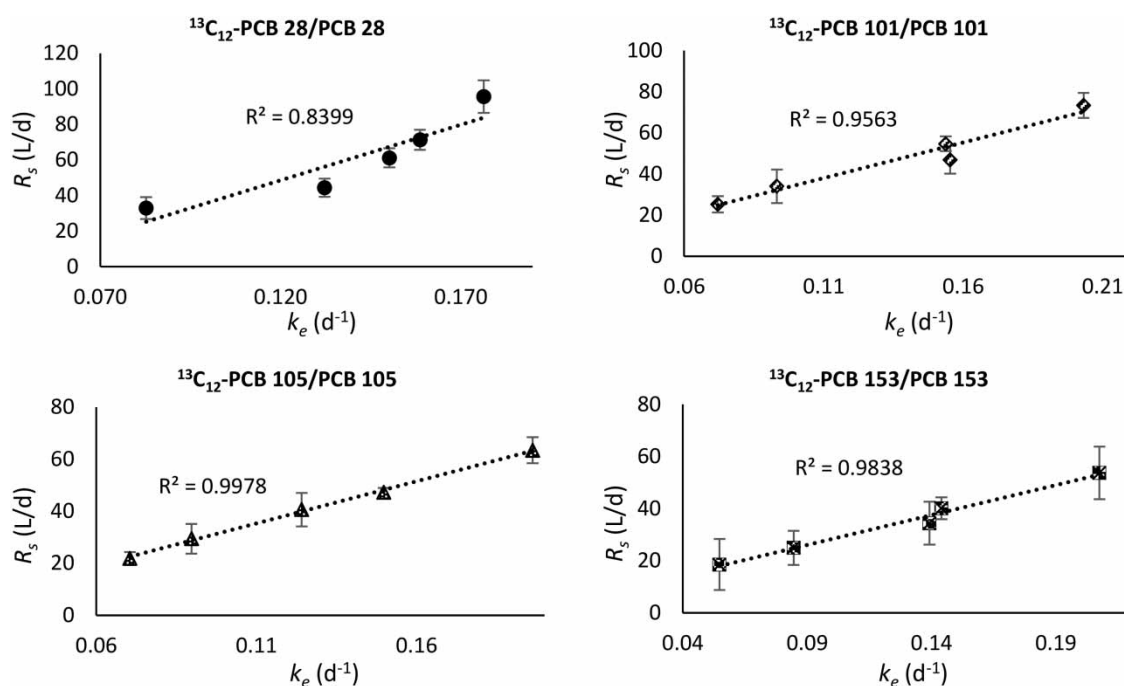 ¹³C₁₂-PCB 28/PCB 28
120
100
80
60
40
20
0
R² = 0.8399
Rₛ (L/d)
0.070
0.120
0.170
kₑ (d⁻¹)
¹³C₁₂-PCB 101/PCB 101
100
80
60
40
20
0
R² = 0.9563
Rₛ (L/d)
0.06
0.11
0.16
0.21
kₑ (d⁻¹)
¹³C₁₂-PCB 105/PCB 105
80
60
40
20
0
R² = 0.9978
Rₛ (L/d)
0.06
0.11
0.16
kₑ (d⁻¹)
¹³C₁₂-PCB 153/PCB 153
80
60
40
20
0
R² = 0.9838
Rₛ (L/d)
0.04
0.09
0.14
0.19
kₑ (d⁻¹)